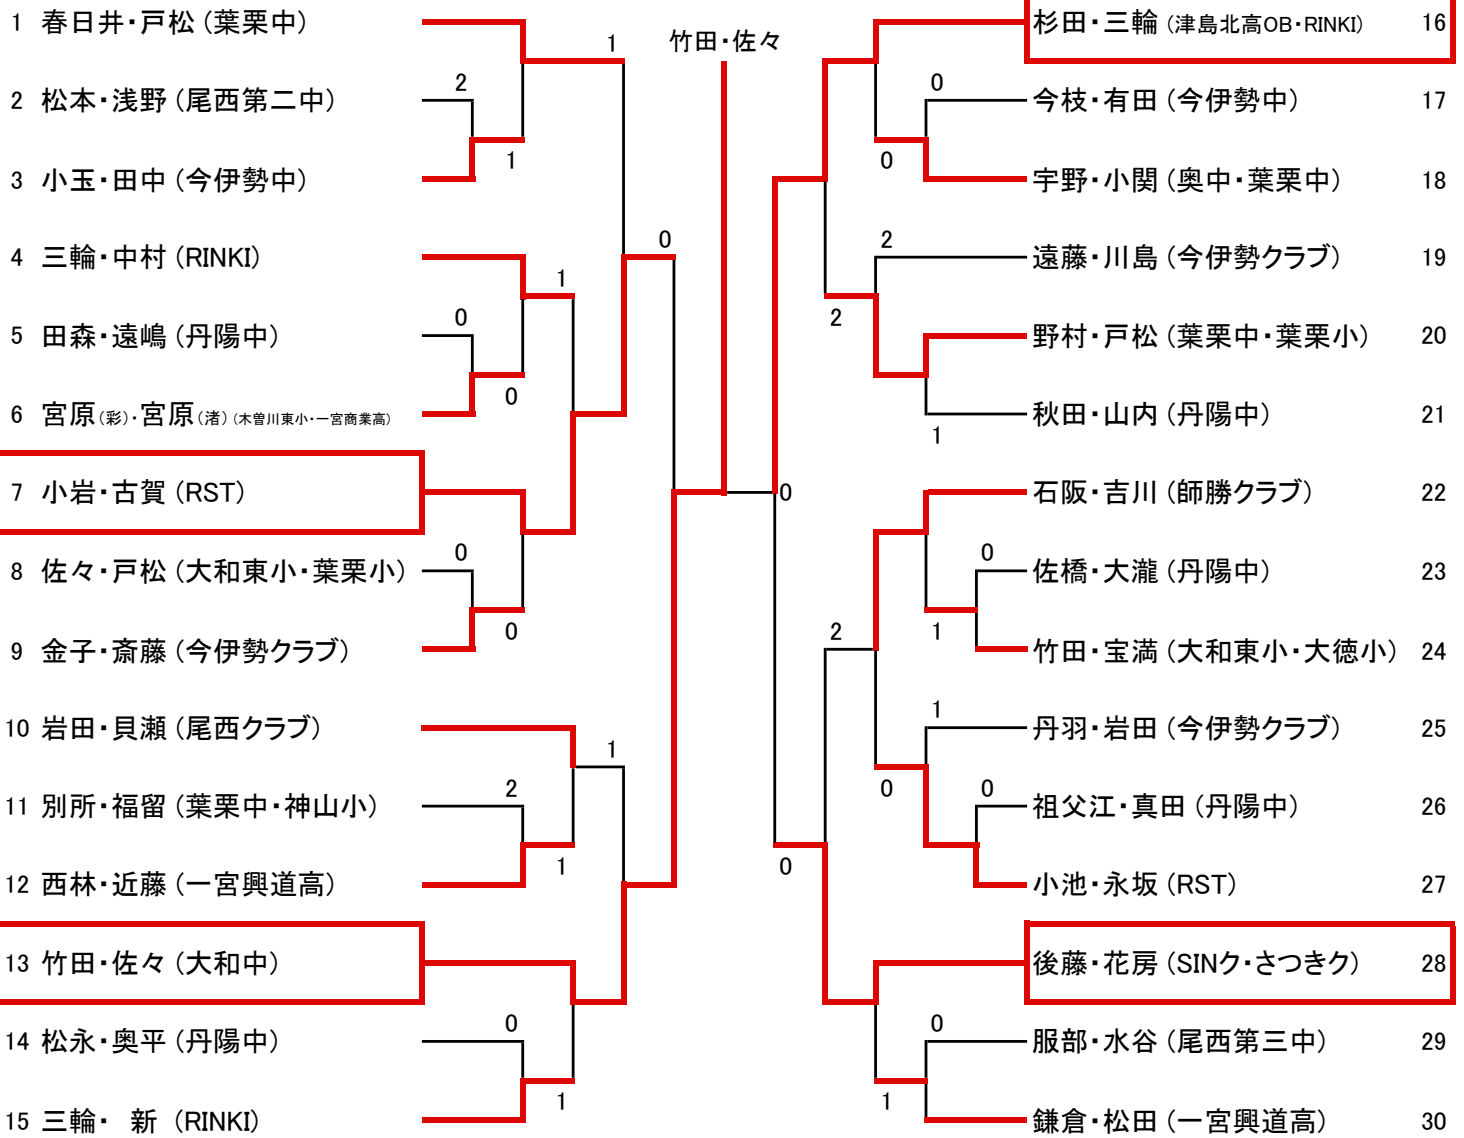 竹田・佐々
1 春日井・戸松 (葉栗中)
2 松本・浅野 (尾西第二中)
3 小玉・田中 (今伊勢中)
4 三輪・中村 (RINKI)
5 田森・遠嶋 (丹陽中)
6 宮原(彩)・宮原(渚) (木曽川東小・一宮商業高)
7 小岩・古賀 (RST)
8 佐々・戸松 (大和東小・葉栗小)
9 金子・斎藤 (今伊勢クラブ)
10 岩田・貝瀬 (尾西クラブ)
11 別所・福留 (葉栗中・神山小)
12 西林・近藤 (一宮興道高)
13 竹田・佐々 (大和中)
14 松永・奥平 (丹陽中)
15 三輪・ 新 (RINKI)
2
1
1
0
0
1
0
0
0
2
1
1
0
1
0
杉田・三輪 (津島北高OB・RINKI) 16
今枝・有田 (今伊勢中) 17
宇野・小関 (奥中・葉栗中) 18
遠藤・川島 (今伊勢クラブ) 19
野村・戸松 (葉栗中・葉栗小) 20
秋田・山内 (丹陽中) 21
石阪・吉川 (師勝クラブ) 22
佐橋・大瀧 (丹陽中) 23
竹田・宝満 (大和東小・大徳小) 24
丹羽・岩田 (今伊勢クラブ) 25
祖父江・真田 (丹陽中) 26
小池・永坂 (RST) 27
後藤・花房 (SINク・さつきク) 28
服部・水谷 (尾西第三中) 29
鎌倉・松田 (一宮興道高) 30
0
0
2
2
1
0
1
2
1
0
0
0
0
1